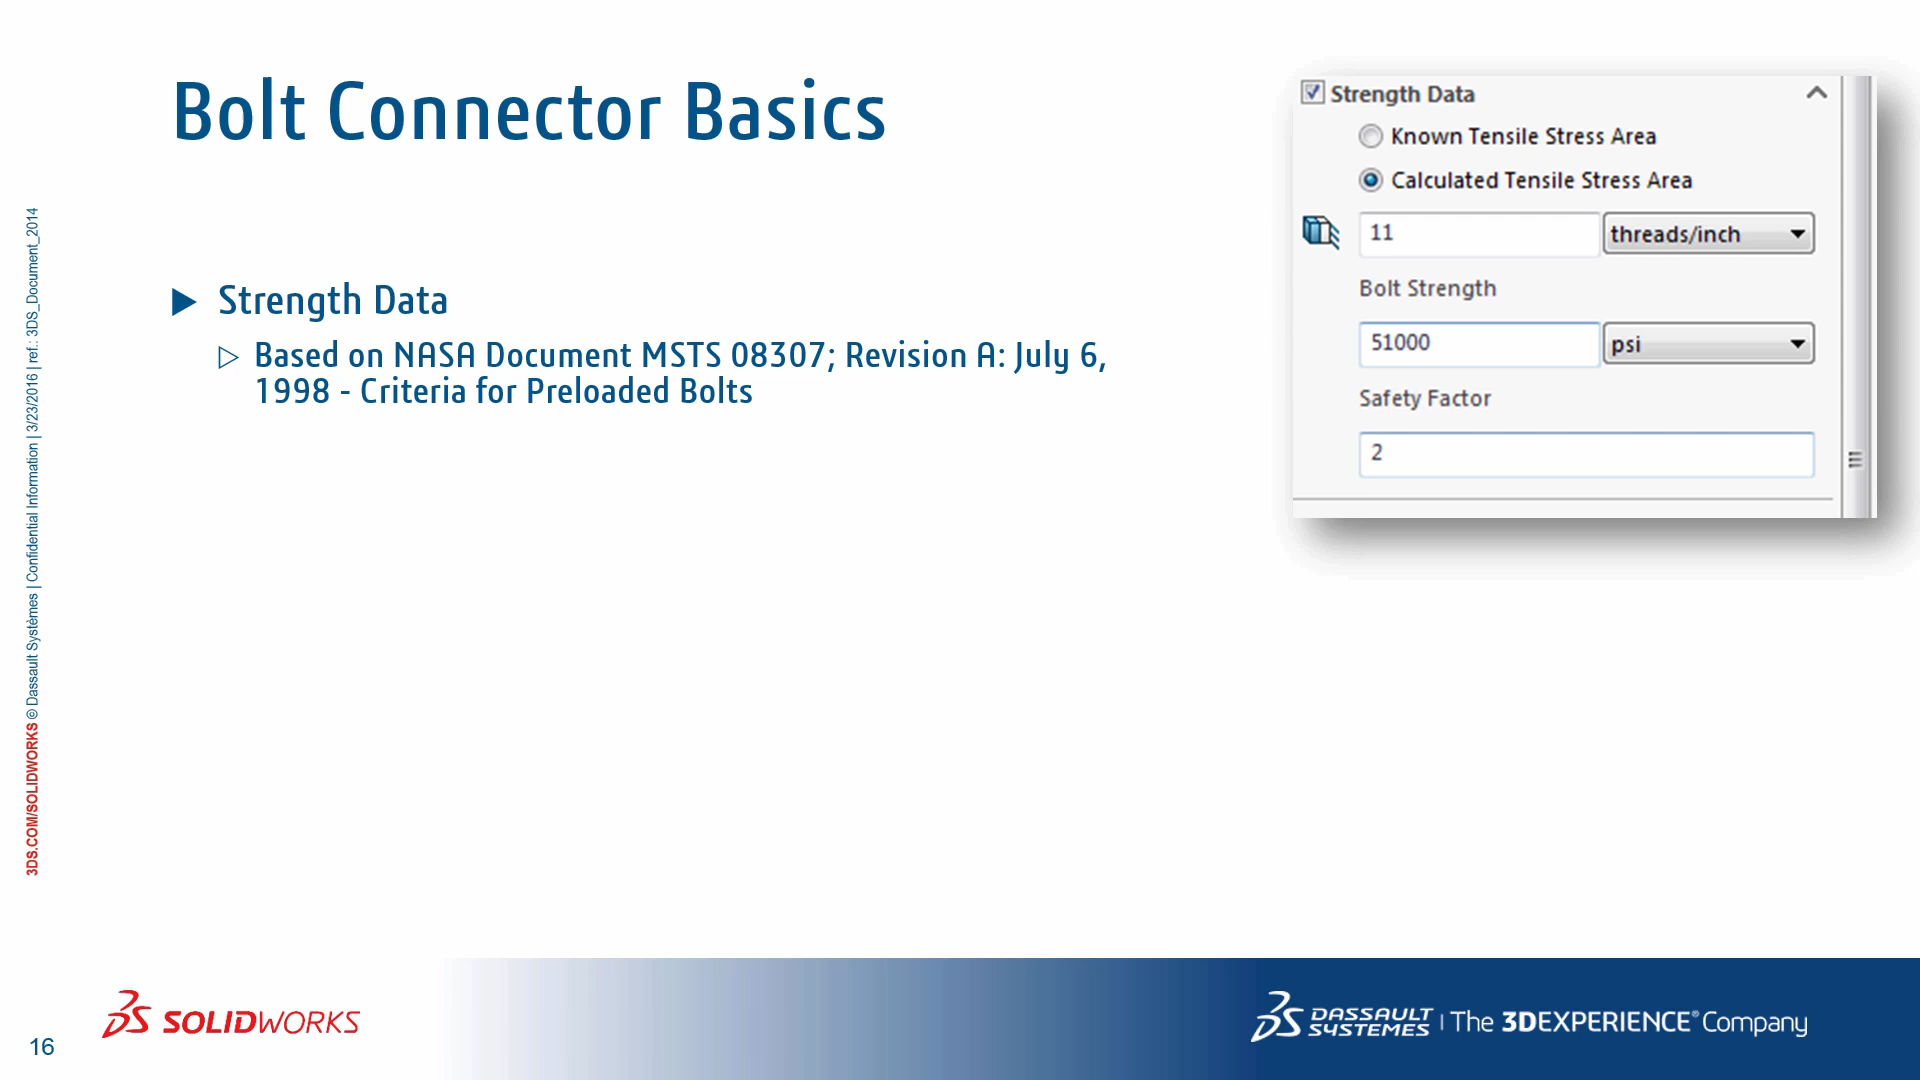 Bolt Connector Basics
Strength Data
Based on NASA Document MSTS 08307; Revision A: July 6,
1998 - Criteria for Preloaded Bolts
Strength Data
Known Tensile Stress Area
Calculated Tensile Stress Area
11 threads/inch
Bolt Strength
51000 psi
Safety Factor
2
3DS.COM/SOLIDWORKS © Dassault Systèmes | Confidential Information | 3/23/2016 | ref.: 3DS_Document_2014
16
SOLIDWORKS
DASSAULT
SYSTEMES | The 3DEXPERIENCE® Company